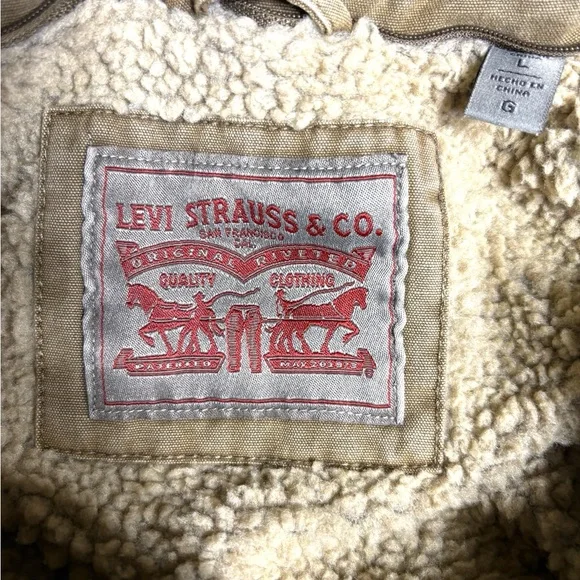 L
HECHO EN
CHINA
G
LEVI STRAUSS & CO.
SAN FRANCISCO
CAL.
ORIGINAL RIVETED
QUALITY CLOTHING